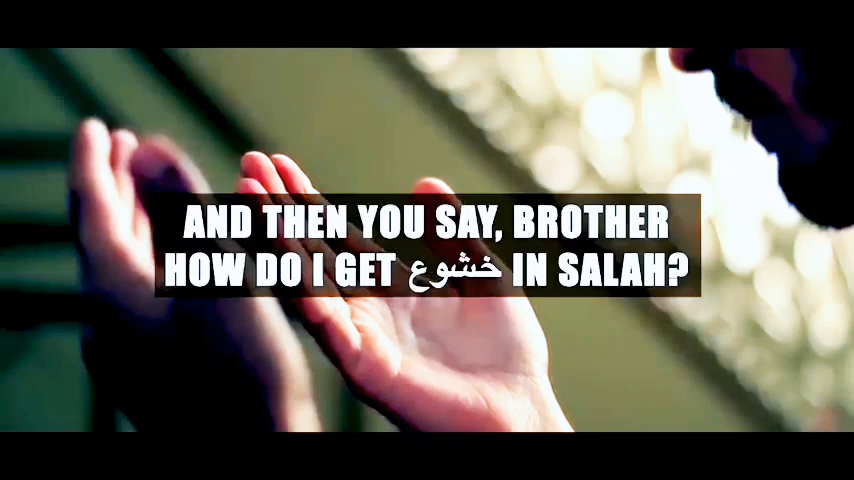 AND THEN YOU SAY, BROTHER
HOW DO I GET خشوع IN SALAH?